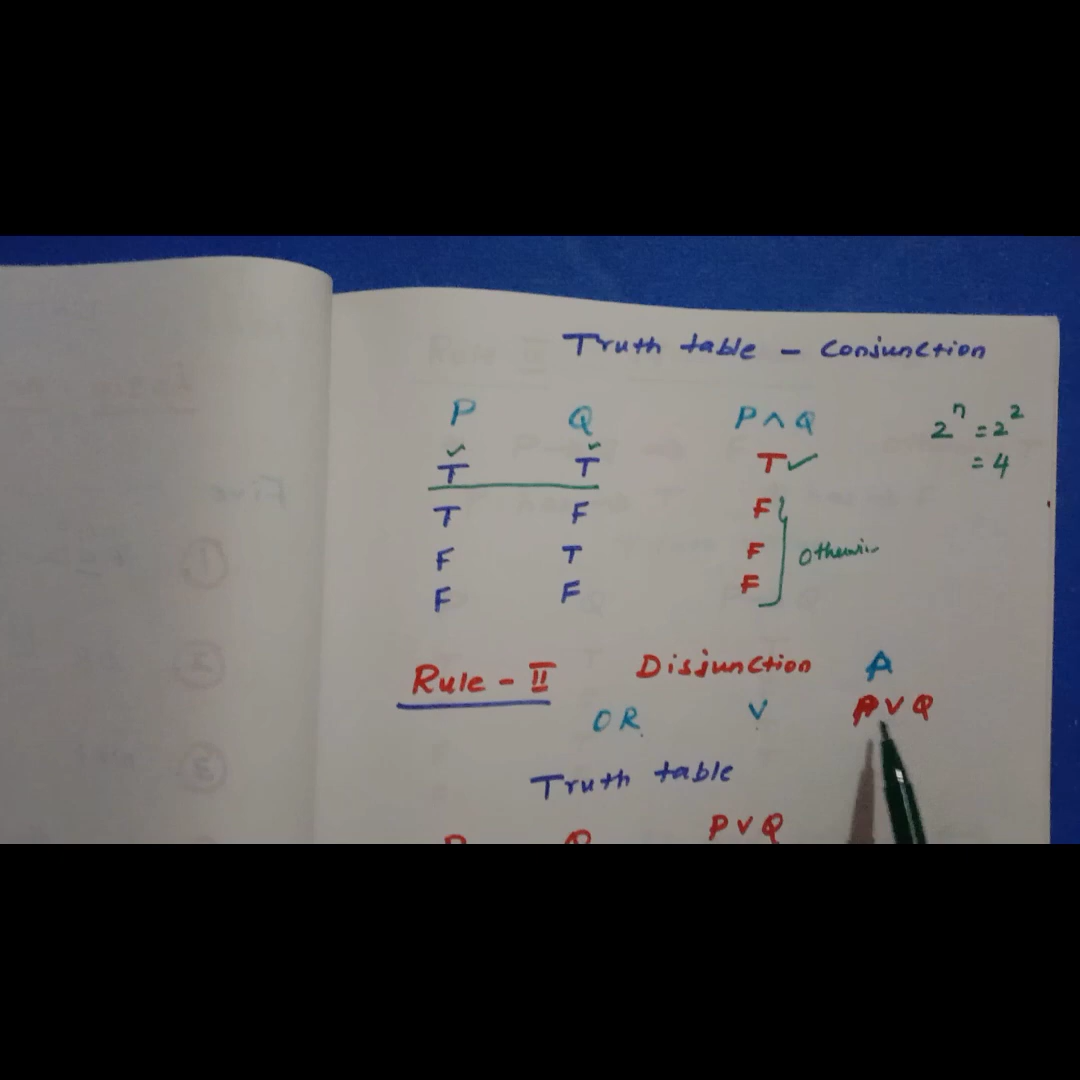 Truth table - Conjunction
P Q P ∧ Q 2ⁿ = 2²
✓ ✓
T T T ✓ = 4
T F F
F T F
F F F
Rule - II Disjunction A
OR V P V Q
Truth table
P Q P V Q